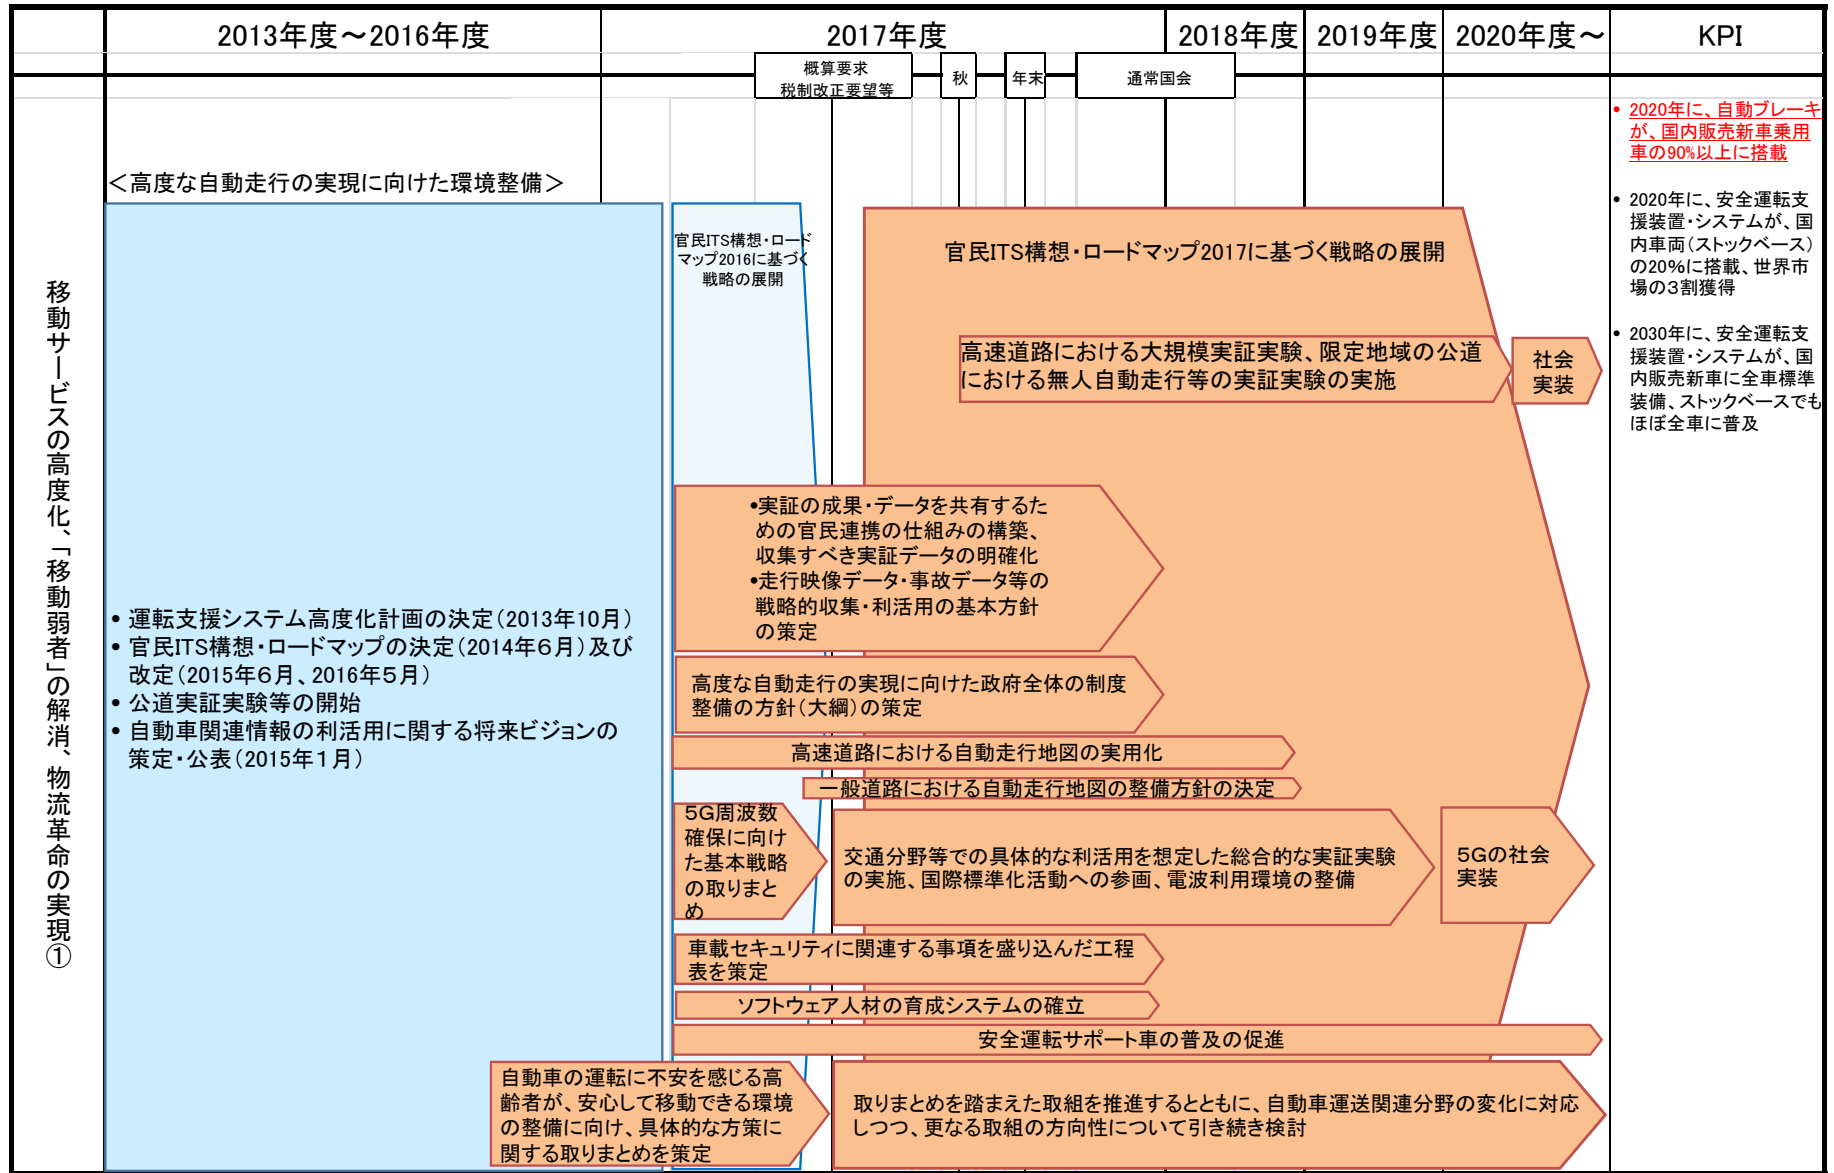 2013年度～2016年度
2017年度
2018年度
2019年度
2020年度～
KPI
概算要求
税制改正要望等
秋
年末
通常国会
移動サービスの高度化、「移動弱者」の解消、物流革命の実現①
＜高度な自動走行の実現に向けた環境整備＞
• 運転支援システム高度化計画の決定（2013年10月）
• 官民ITS構想・ロードマップの決定（2014年６月）及び
改定（2015年６月、2016年５月）
• 公道実証実験等の開始
• 自動車関連情報の利活用に関する将来ビジョンの
策定・公表（2015年１月）
官民ITS構想・ロード
マップ2016に基づく
戦略の展開
官民ITS構想・ロードマップ2017に基づく戦略の展開
高速道路における大規模実証実験、限定地域の公道
における無人自動走行等の実証実験の実施
社会
実装
•実証の成果・データを共有するた
めの官民連携の仕組みの構築、
収集すべき実証データの明確化
•走行映像データ・事故データ等の
戦略的収集・利活用の基本方針
の策定
高度な自動走行の実現に向けた政府全体の制度
整備の方針（大綱）の策定
高速道路における自動走行地図の実用化
一般道路における自動走行地図の整備方針の決定
５G周波数
確保に向け
た基本戦略
の取りまと
め
交通分野等での具体的な利活用を想定した総合的な実証実験
の実施、国際標準化活動への参画、電波利用環境の整備
５Gの社会
実装
車載セキュリティに関連する事項を盛り込んだ工程
表を策定
ソフトウェア人材の育成システムの確立
安全運転サポート車の普及の促進
自動車の運転に不安を感じる高
齢者が、安心して移動できる環境
の整備に向け、具体的な方策に
関する取りまとめを策定
取りまとめを踏まえた取組を推進するとともに、自動車運送関連分野の変化に対応
しつつ、更なる取組の方向性について引き続き検討
• 2020年に、自動ブレーキ
が、国内販売新車乗用
車の90%以上に搭載
• 2020年に、安全運転支
援装置・システムが、国
内車両（ストックベース）
の20％に搭載、世界市
場の３割獲得
• 2030年に、安全運転支
援装置・システムが、国
内販売新車に全車標準
装備、ストックベースでも
ほぼ全車に普及